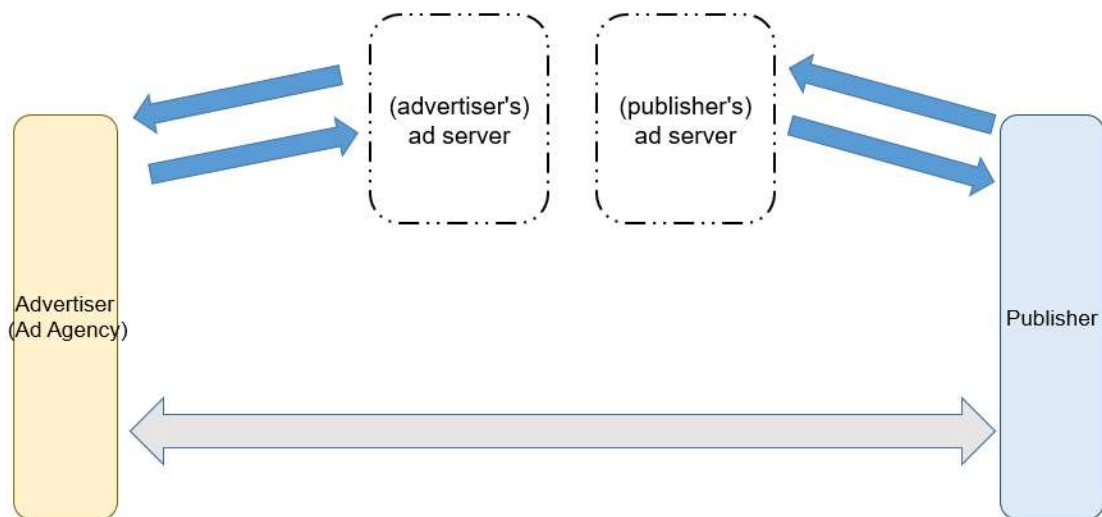 (advertiser's)
ad server
(publisher's)
ad server
Advertiser
(Ad Agency)
Publisher